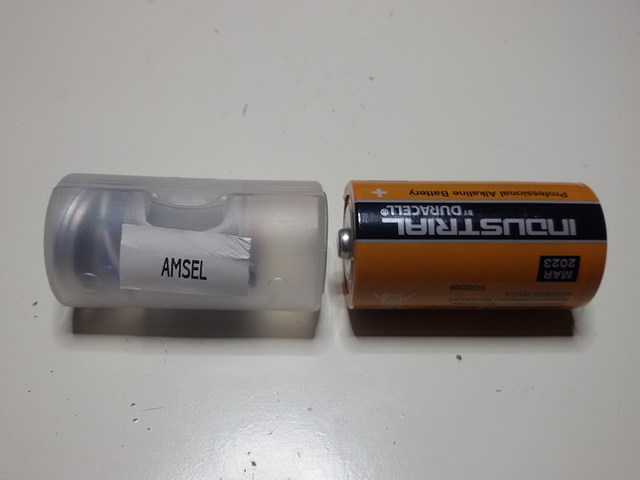 AMSEL
Professional Alkaline Battery
+
INDUSTRIAL
BY DURACELL®
MAR
2023